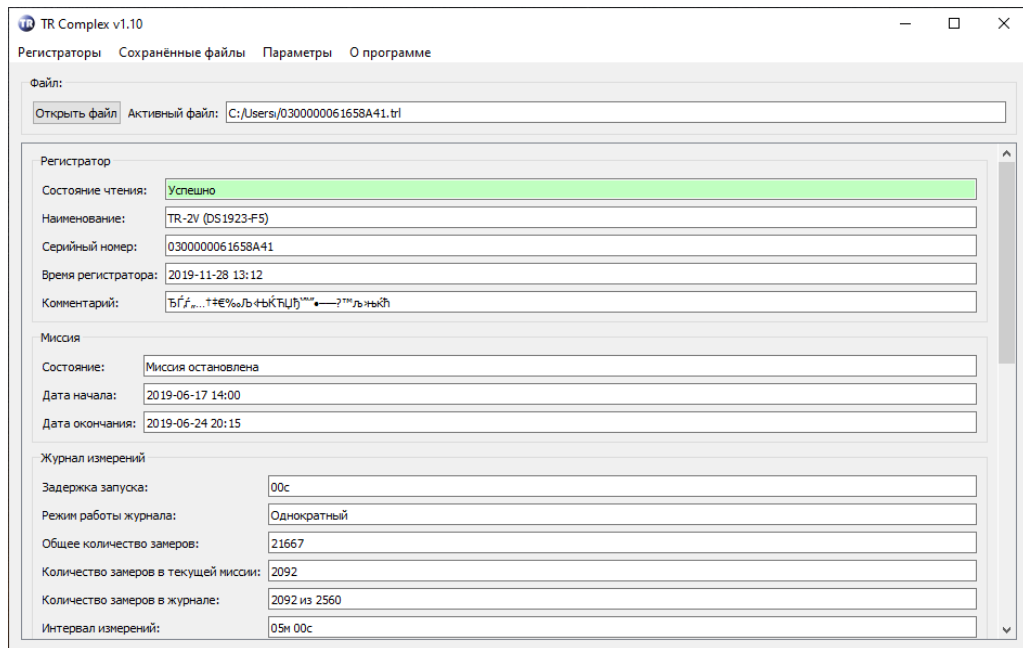 TR Complex v1.10
Регистраторы Сохранённые файлы Параметры О программе
Файл:
Открыть файл Активный файл: C:/Users/0300000061658A41.trl
Регистратор
Состояние чтения: Успешно
Наименование: TR-2V (DS1923-F5)
Серийный номер: 0300000061658A41
Время регистратора: 2019-11-28 13:12
Комментарий:
Миссия
Состояние: Миссия остановлена
Дата начала: 2019-06-17 14:00
Дата окончания: 2019-06-24 20:15
Журнал измерений
Задержка запуска: 00с
Режим работы журнала: Однократный
Общее количество замеров: 21667
Количество замеров в текущей миссии: 2092
Количество замеров в журнале: 2092 из 2560
Интервал измерений: 05м 00с